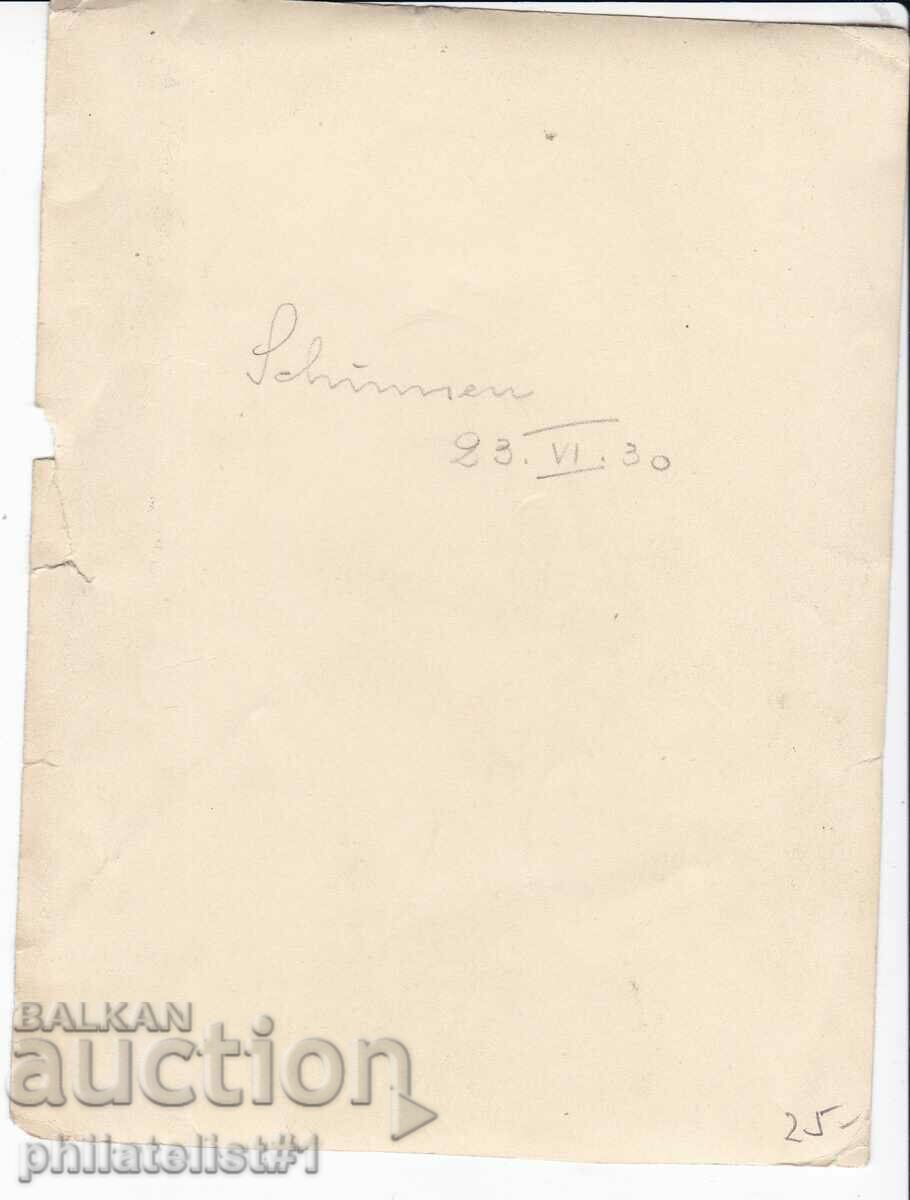 Schumen
23. VI. 30
BALKAN
auction
philatelist#1
25-